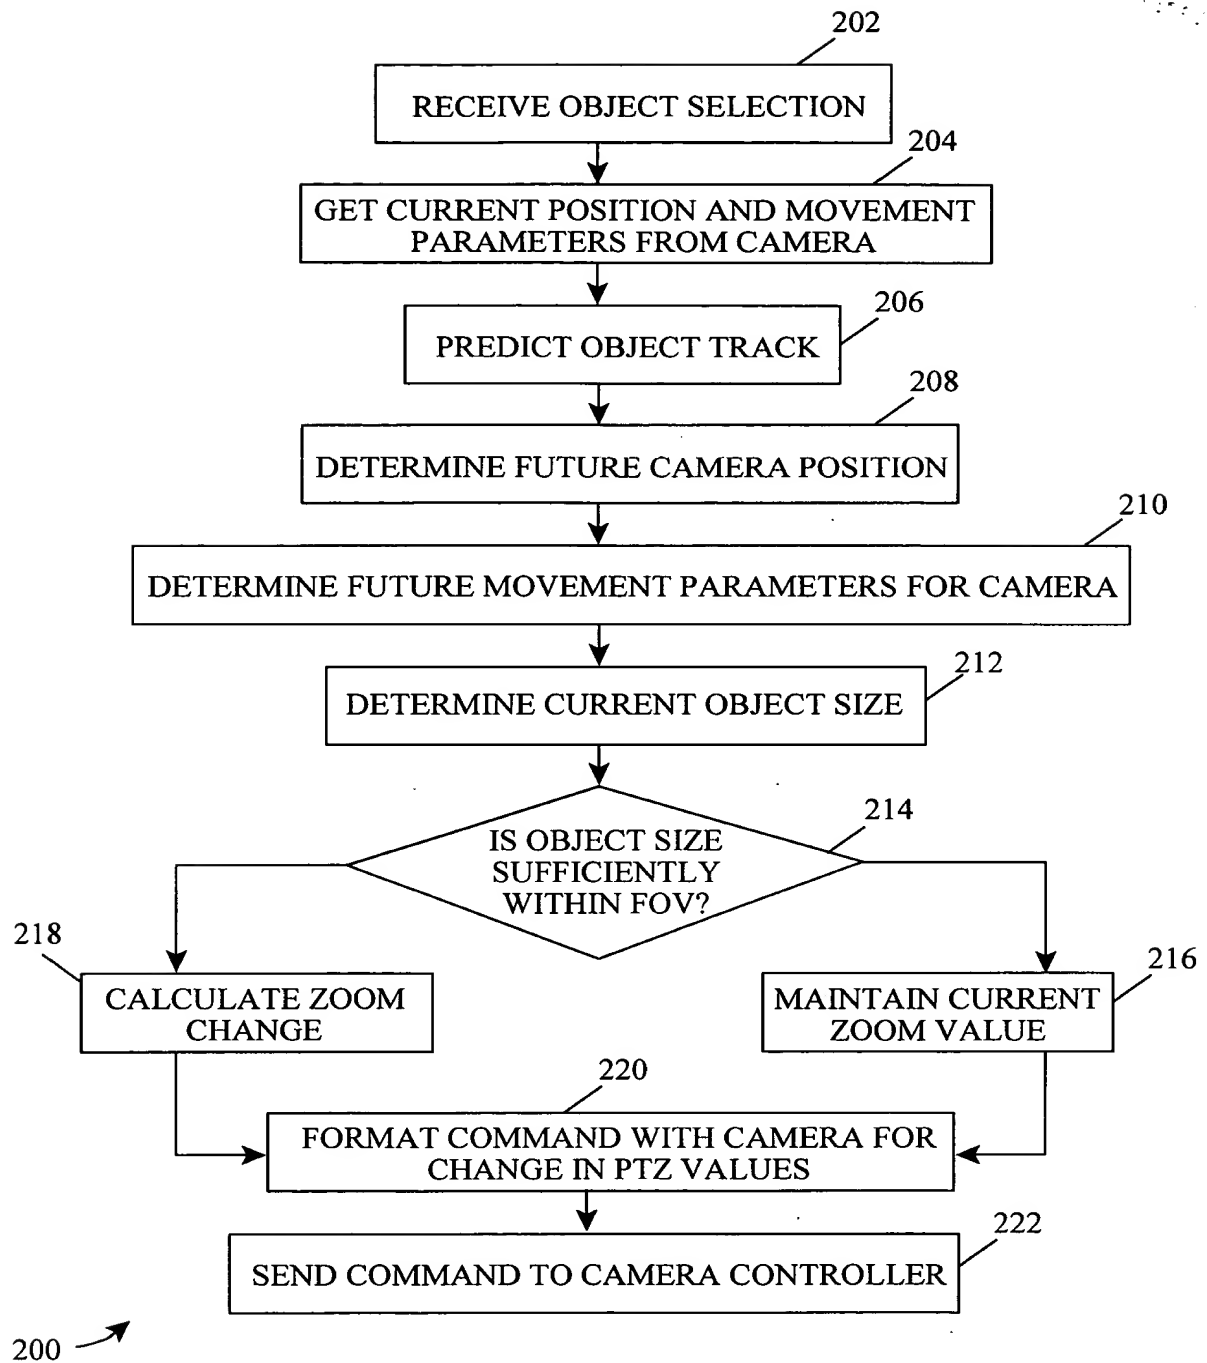 202
RECEIVE OBJECT SELECTION
204
GET CURRENT POSITION AND MOVEMENT
PARAMETERS FROM CAMERA
206
PREDICT OBJECT TRACK
208
DETERMINE FUTURE CAMERA POSITION
210
DETERMINE FUTURE MOVEMENT PARAMETERS FOR CAMERA
212
DETERMINE CURRENT OBJECT SIZE
214
IS OBJECT SIZE
SUFFICIENTLY
WITHIN FOV?
218
CALCULATE ZOOM
CHANGE
216
MAINTAIN CURRENT
ZOOM VALUE
220
FORMAT COMMAND WITH CAMERA FOR
CHANGE IN PTZ VALUES
222
SEND COMMAND TO CAMERA CONTROLLER
200